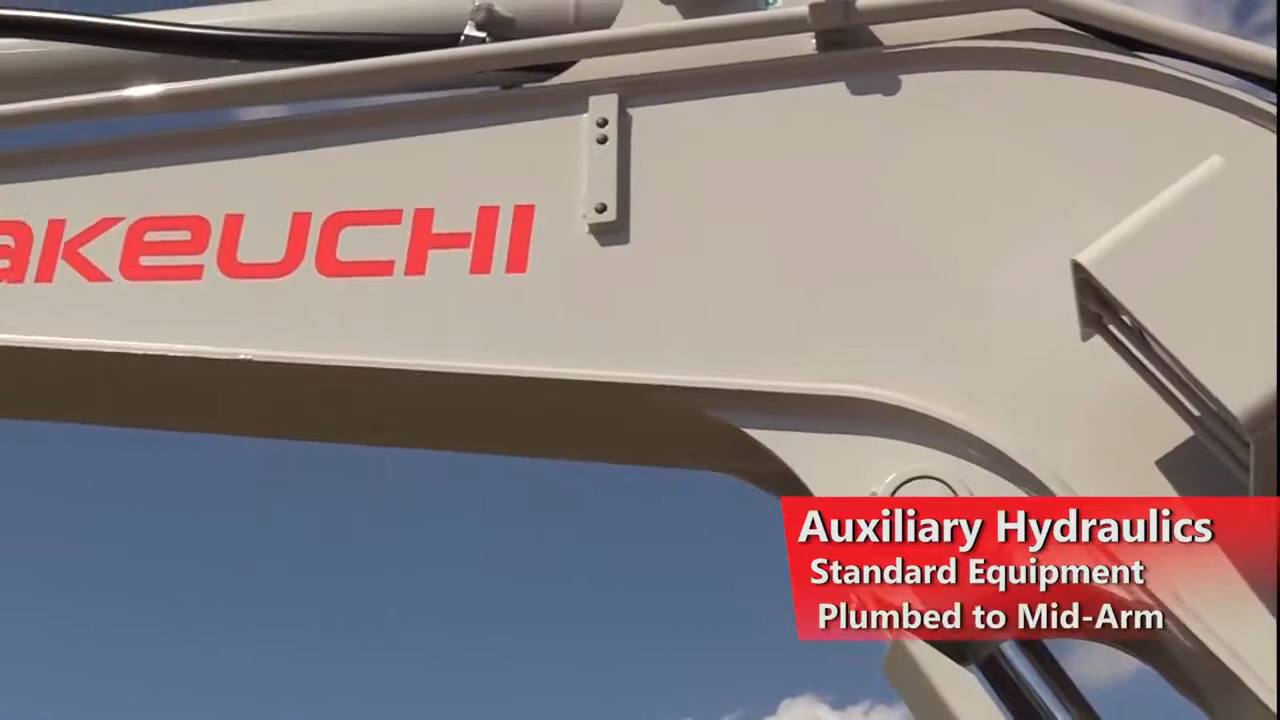 aKeUCHI
Auxiliary Hydraulics
Standard Equipment
Plumbed to Mid-Arm